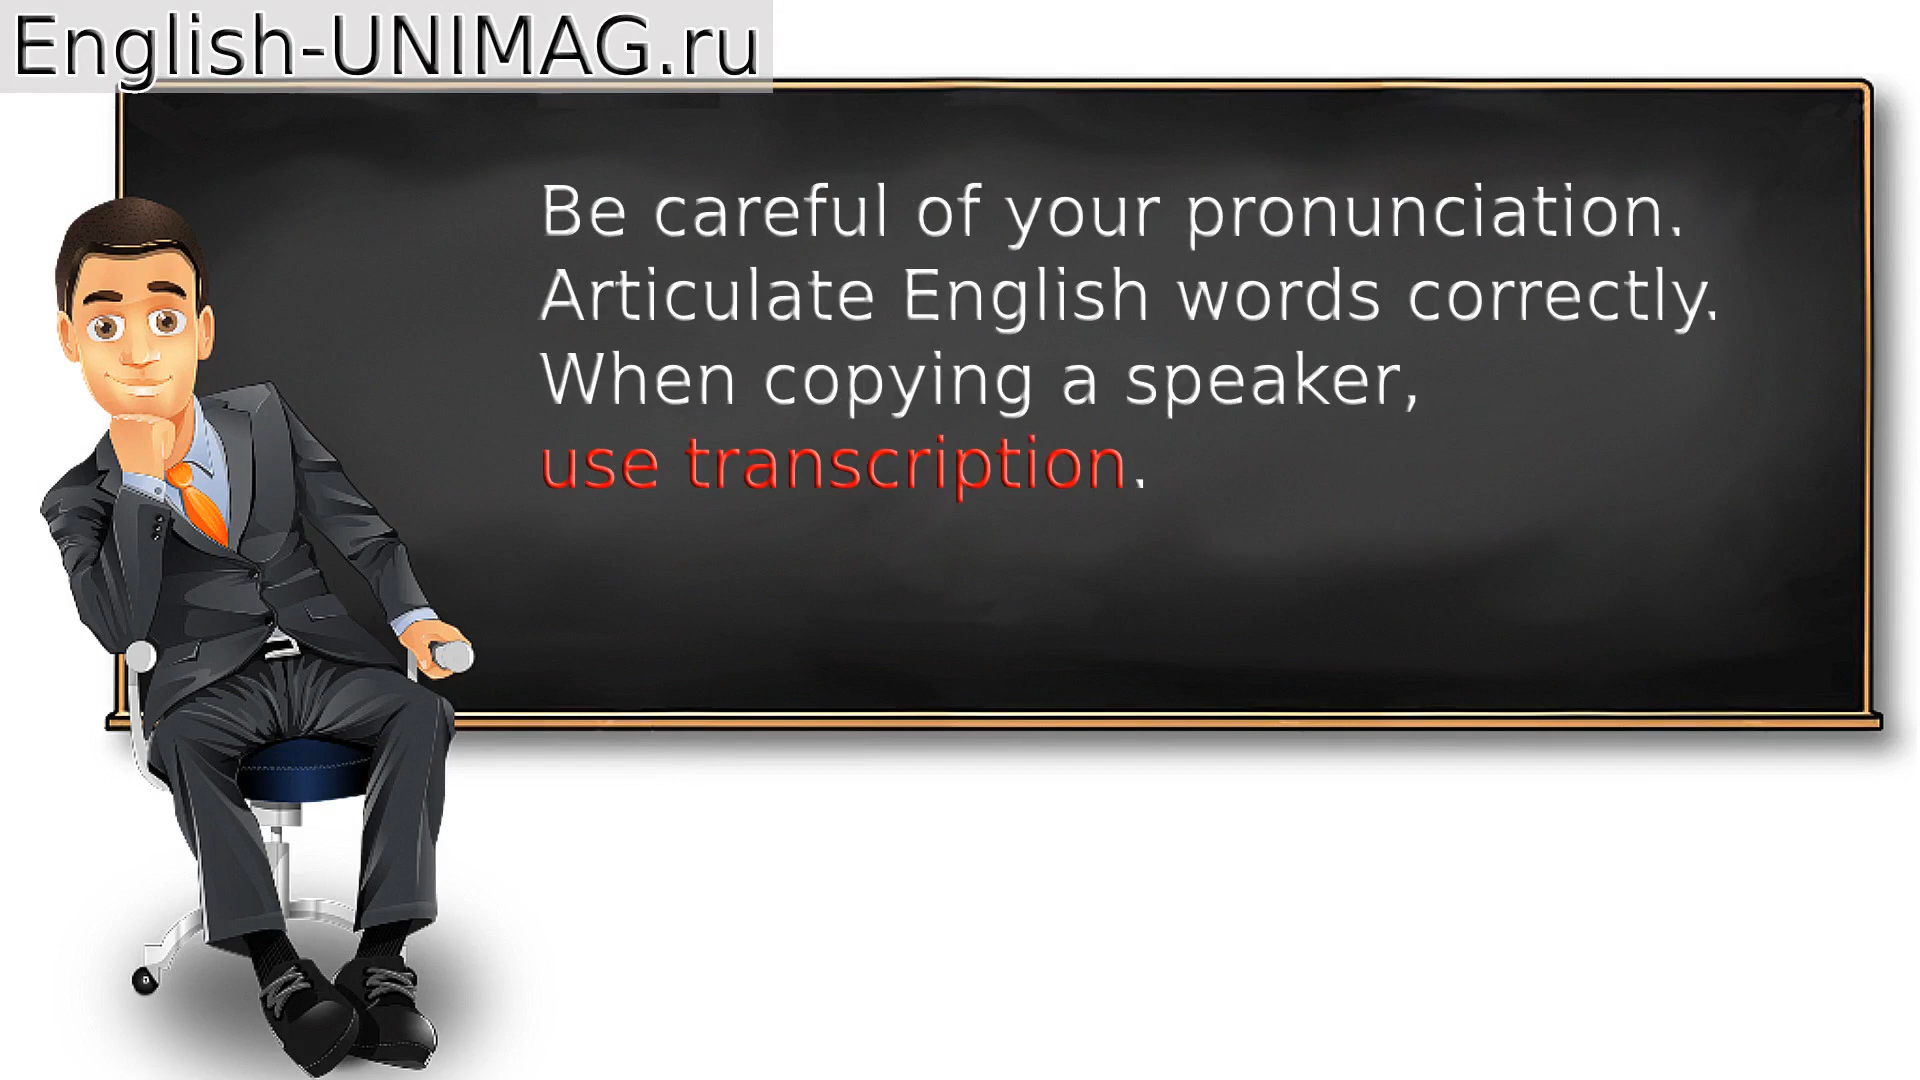 English-UNIMAG.ru
Be careful of your pronunciation.
Articulate English words correctly.
When copying a speaker,
use transcription.